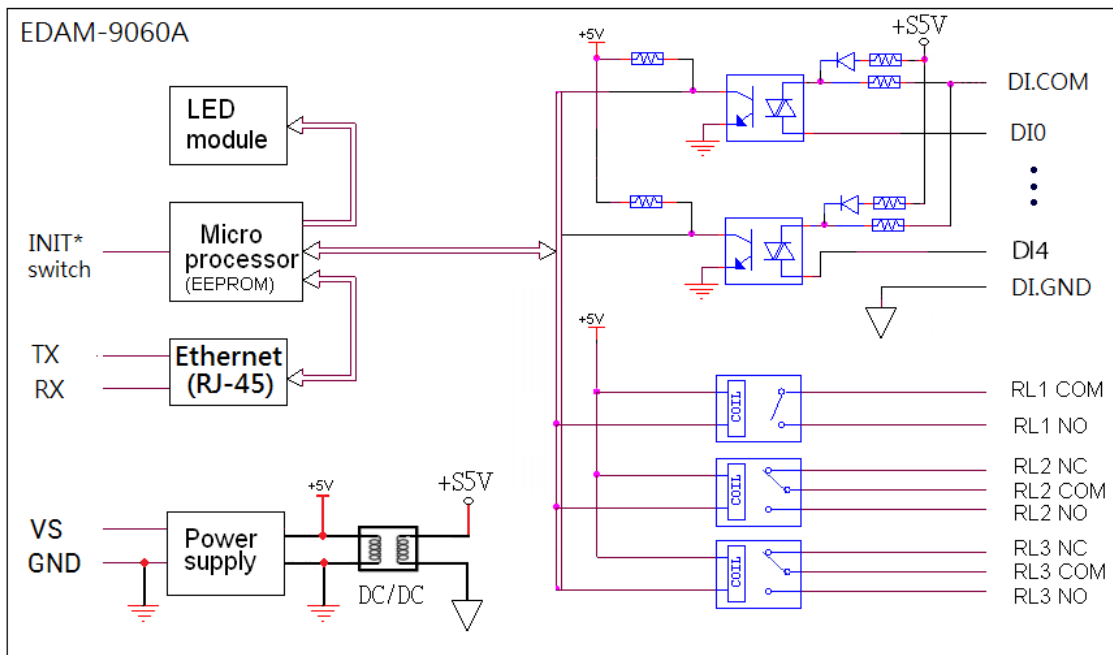 EDAM-9060A
LED
module
INIT*
switch
Micro
processor
(EEPROM)
TX
RX
Ethernet
(RJ-45)
VS
GND
Power
supply
+5V
DC/DC
+S5V
+5V
+S5V
DI.COM
DI0
DI4
DI.GND
+5V
COIL
RL1 COM
RL1 NO
COIL
RL2 NC
RL2 COM
RL2 NO
COIL
RL3 NC
RL3 COM
RL3 NO